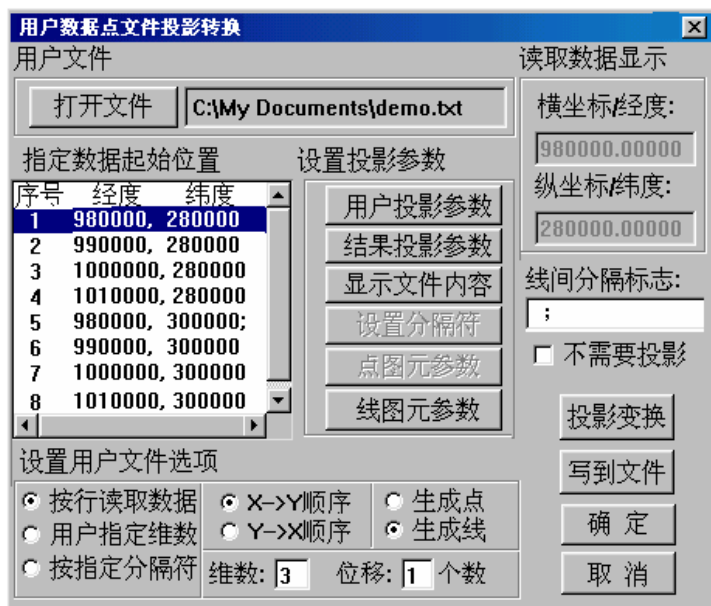 用户数据点文件投影转换
用户文件
打开文件 C:\My Documents\demo.txt
指定数据起始位置
序号 经度 纬度
1 980000, 280000
2 990000, 280000
3 1000000, 280000
4 1010000, 280000
5 980000, 300000;
6 990000, 300000
7 1000000, 300000
8 1010000, 300000
设置投影参数
用户投影参数
结果投影参数
显示文件内容
设置分隔符
点图元参数
线图元参数
读取数据显示
横坐标/经度:
980000.00000
纵坐标/纬度:
280000.00000
线间分隔标志:
;
不需要投影
投影变换
写到文件
确 定
取 消
设置用户文件选项
按行读取数据
用户指定维数
按指定分隔符
X->Y顺序
Y->X顺序
生成点
生成线
维数: 3 位移: 1 个数